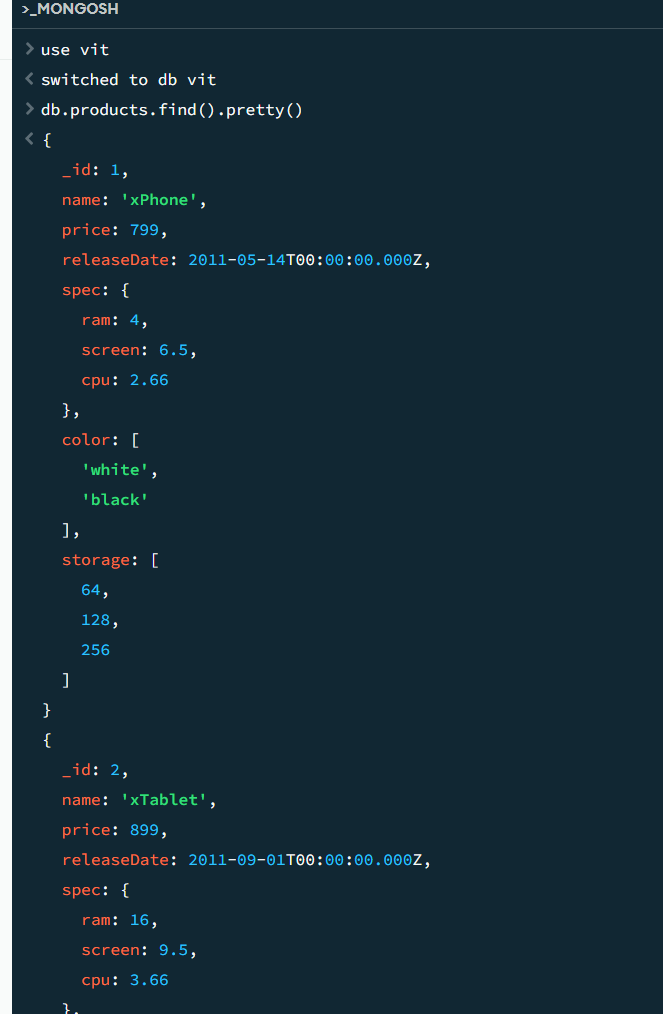 >_MONGOSH
> use vit
< switched to db vit
> db.products.find().pretty()
< {
_id: 1,
name: 'xPhone',
price: 799,
releaseDate: 2011-05-14T00:00:00.000Z,
spec: {
ram: 4,
screen: 6.5,
cpu: 2.66
},
color: [
'white',
'black'
],
storage: [
64,
128,
256
]
}
{
_id: 2,
name: 'xTablet',
price: 899,
releaseDate: 2011-09-01T00:00:00.000Z,
spec: {
ram: 16,
screen: 9.5,
cpu: 3.66
},